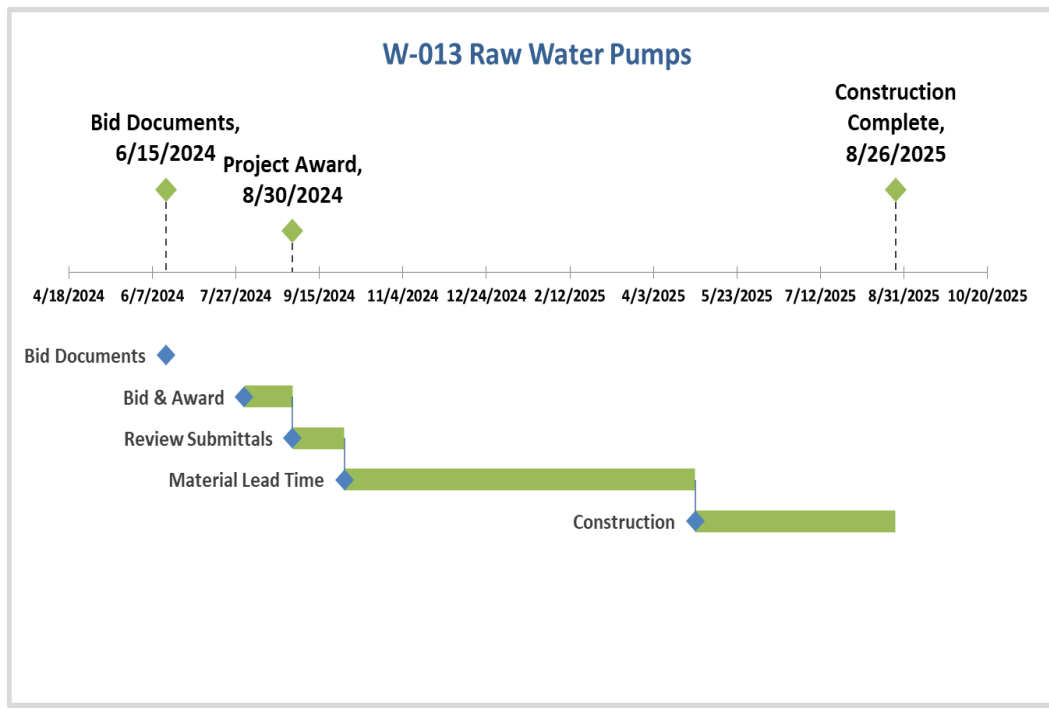 W-013 Raw Water Pumps
Bid Documents,
6/15/2024
Project Award,
8/30/2024
Construction
Complete,
8/26/2025
4/18/2024 6/7/2024 7/27/2024 9/15/2024 11/4/2024 12/24/2024 2/12/2025 4/3/2025 5/23/2025 7/12/2025 8/31/2025 10/20/2025
Bid Documents
Bid & Award
Review Submittals
Material Lead Time
Construction